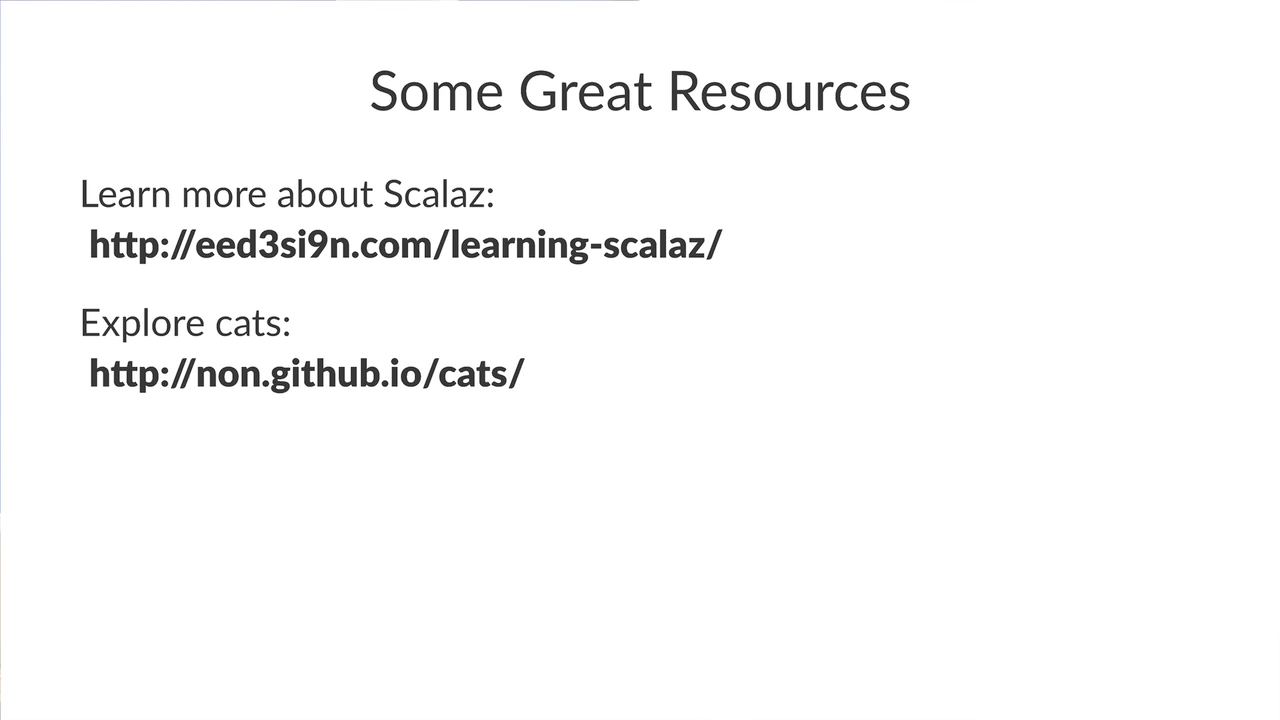 Some Great Resources
Learn more about Scalaz:
http://eed3si9n.com/learning-scalaz/
Explore cats:
http://non.github.io/cats/